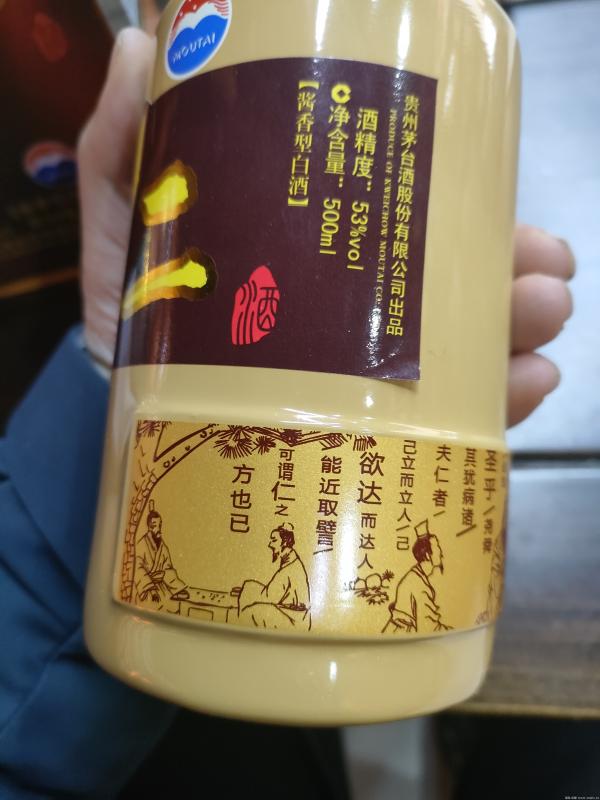 MOUTAI
贵州茅台酒股份有限公司出品
PRODUCE OF KWEICHOW MOUTAI CO.
酒精度：53%vol
净含量：500ml
【酱香型白酒】
酒
圣乎/尧舜
其犹病诸/
夫仁者/
己立而立人/己
欲达而达人/
能近取譬/
可谓仁之
方也已